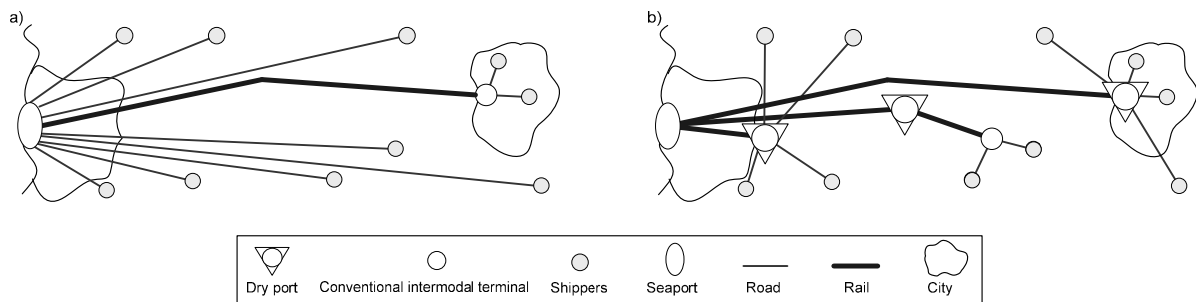 a)
b)
Dry port
Conventional intermodal terminal
Shippers
Seaport
Road
Rail
City